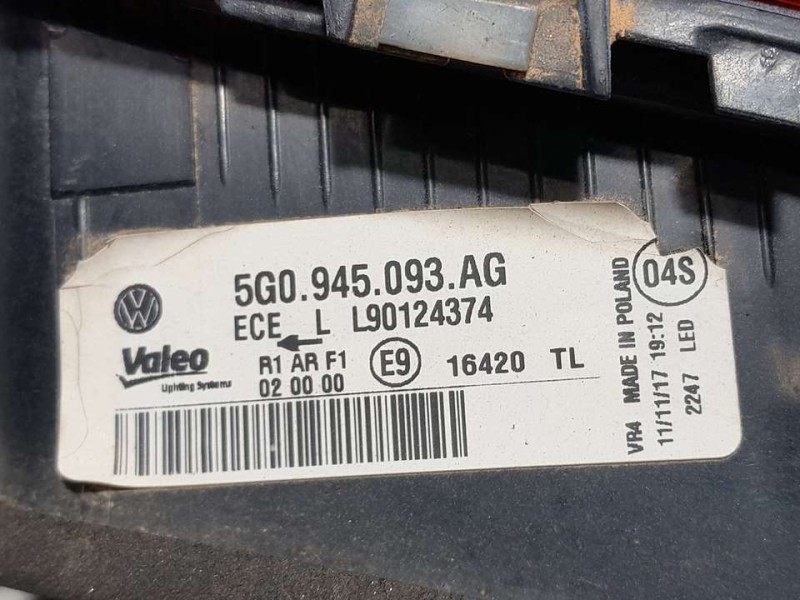 5G0.945.093.AG
ECE L L90124374
Valeo
Lighting Systems
R1 AR F1
02 00 00
E9
16420 TL
VR4 MADE IN POLAND
11/11/17 19:12
2247 LED
04S